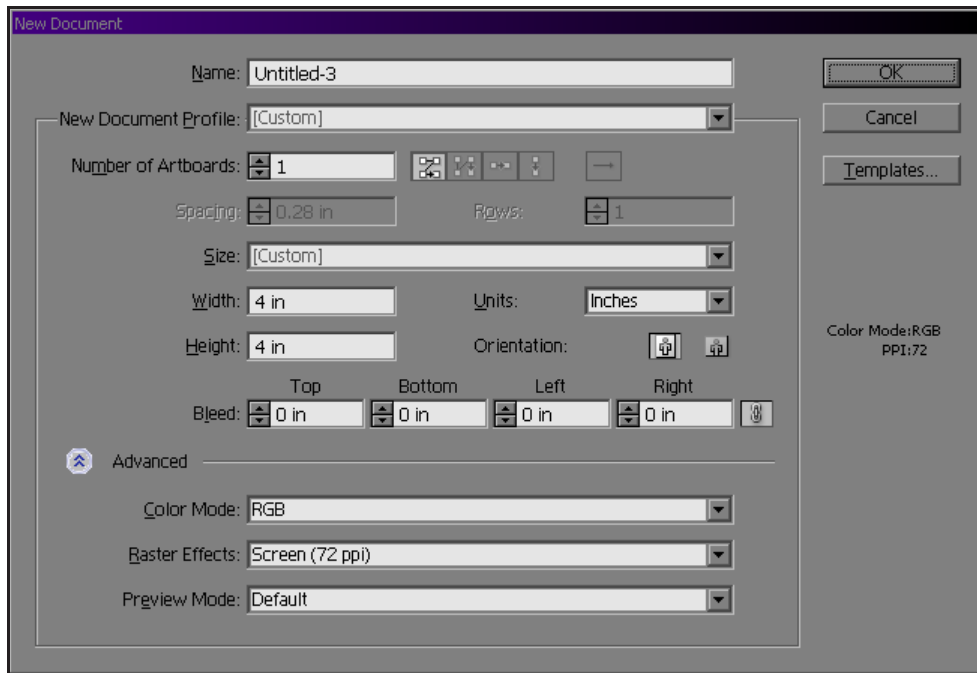 New Document
Name: Untitled-3
OK
New Document Profile: [Custom]
Cancel
Number of Artboards: 1
Templates...
Spacing: 0.28 in Rows: 1
Size: [Custom]
Width: 4 in Units: Inches
Height: 4 in Orientation:
Color Mode:RGB
PPI:72
Top Bottom Left Right
Bleed: 0 in 0 in 0 in 0 in
Advanced
Color Mode: RGB
Raster Effects: Screen (72 ppi)
Preview Mode: Default